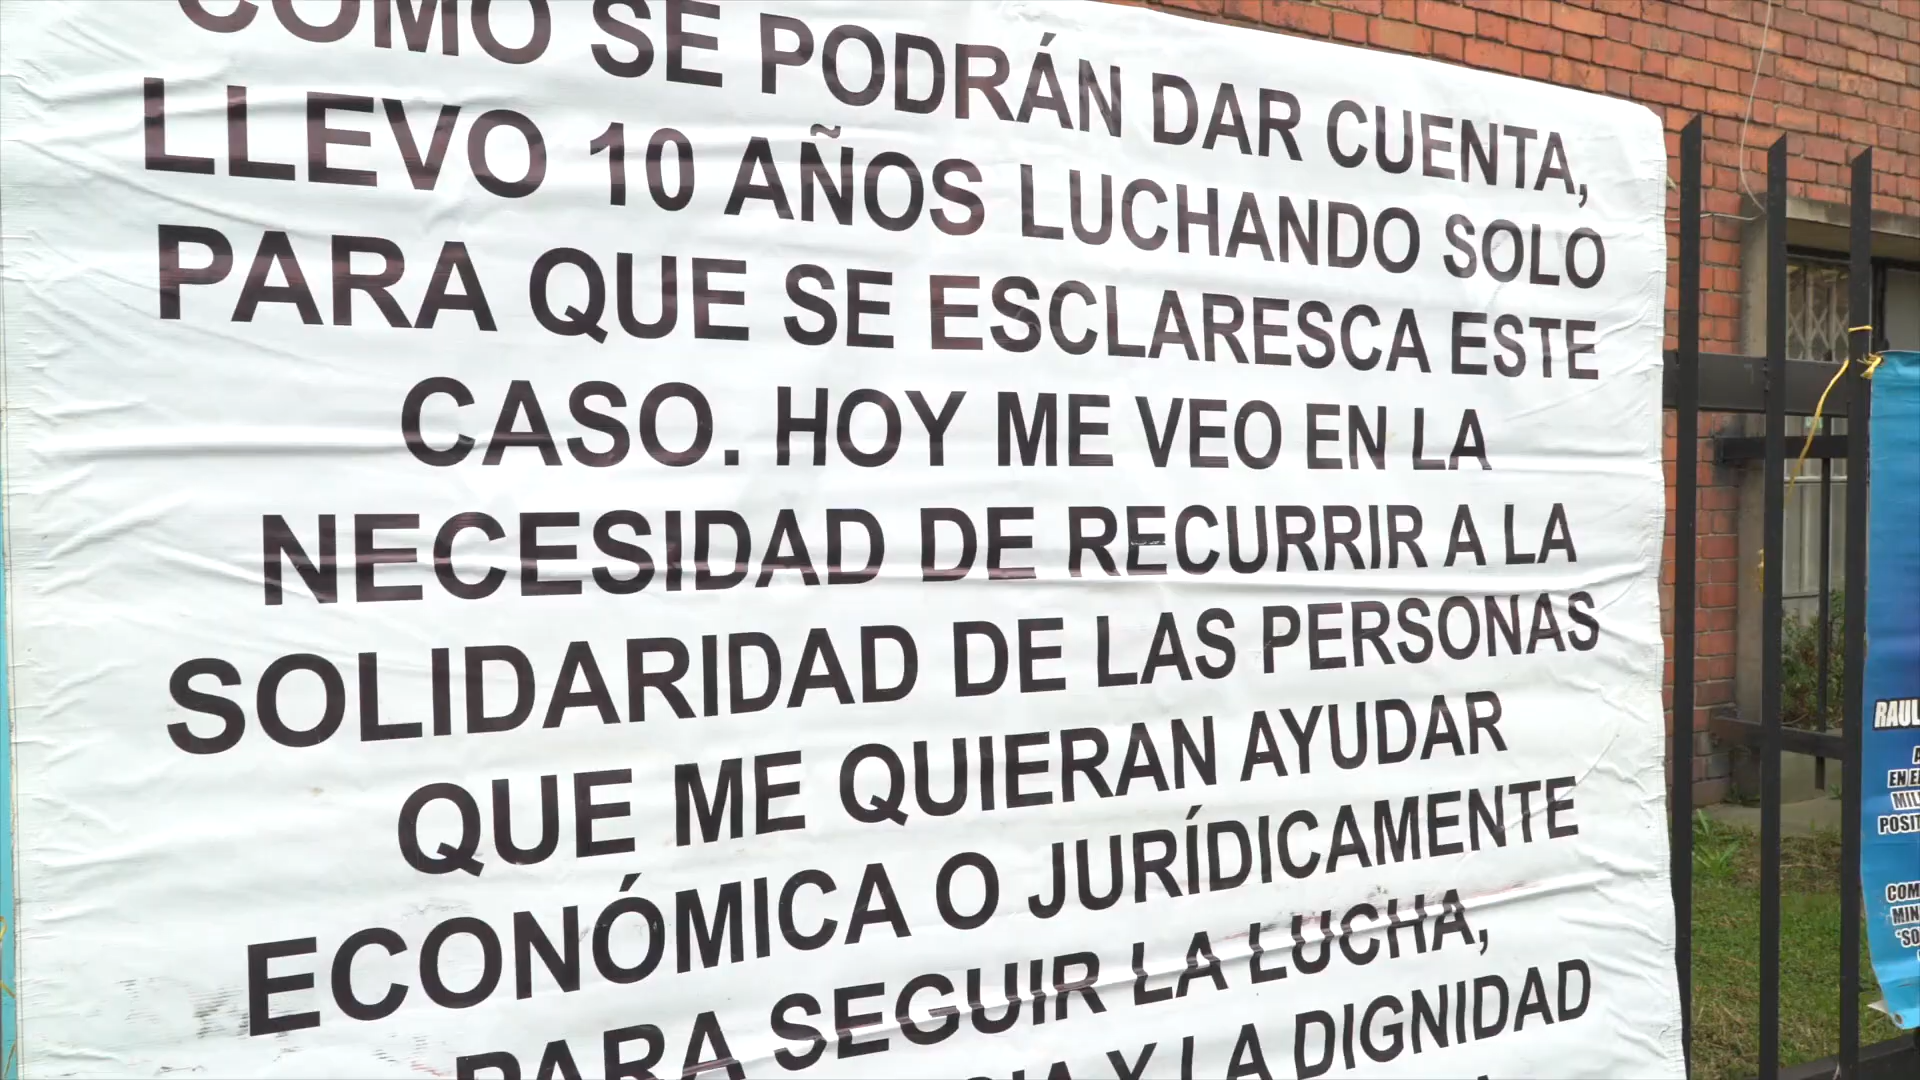 COMO SE PODRÁN DAR CUENTA,
LLEVO 10 AÑOS LUCHANDO SOLO
PARA QUE SE ESCLARESCA ESTE
CASO. HOY ME VEO EN LA
NECESIDAD DE RECURRIR A LA
SOLIDARIDAD DE LAS PERSONAS
QUE ME QUIERAN AYUDAR
ECONÓMICA O JURÍDICAMENTE
PARA SEGUIR LA LUCHA,
Y LA DIGNIDAD
RAUL